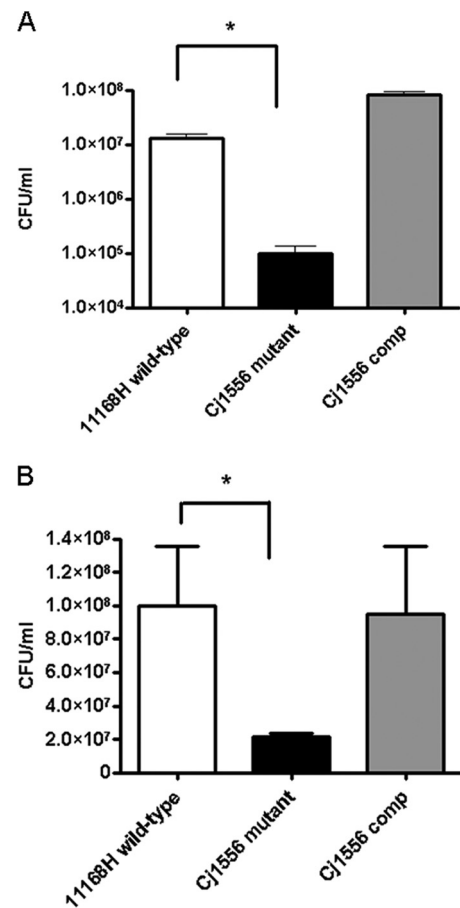 A
*
1.0×10⁸
1.0×10⁷
1.0×10⁶
1.0×10⁵
1.0×10⁴
CFU/ml
11168H wild-type
Cj1556 mutant
Cj1556 comp
B
*
1.4×10⁸
1.2×10⁸
1.0×10⁸
8.0×10⁷
6.0×10⁷
4.0×10⁷
2.0×10⁷
0
CFU/ml
11168H wild-type
Cj1556 mutant
Cj1556 comp